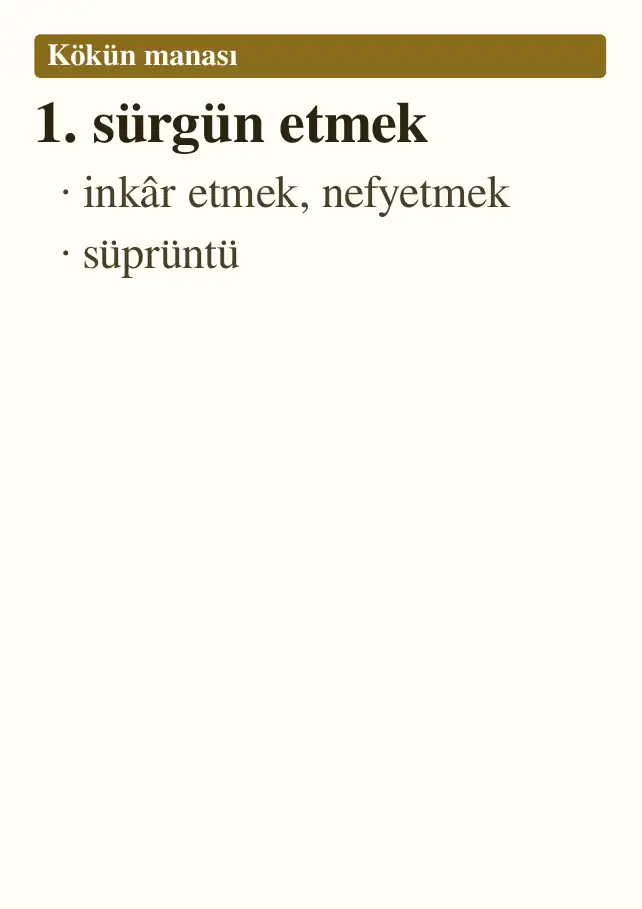 Kökün manası
1. sürgün etmek
· inkâr etmek, nefyetmek
· süprüntü